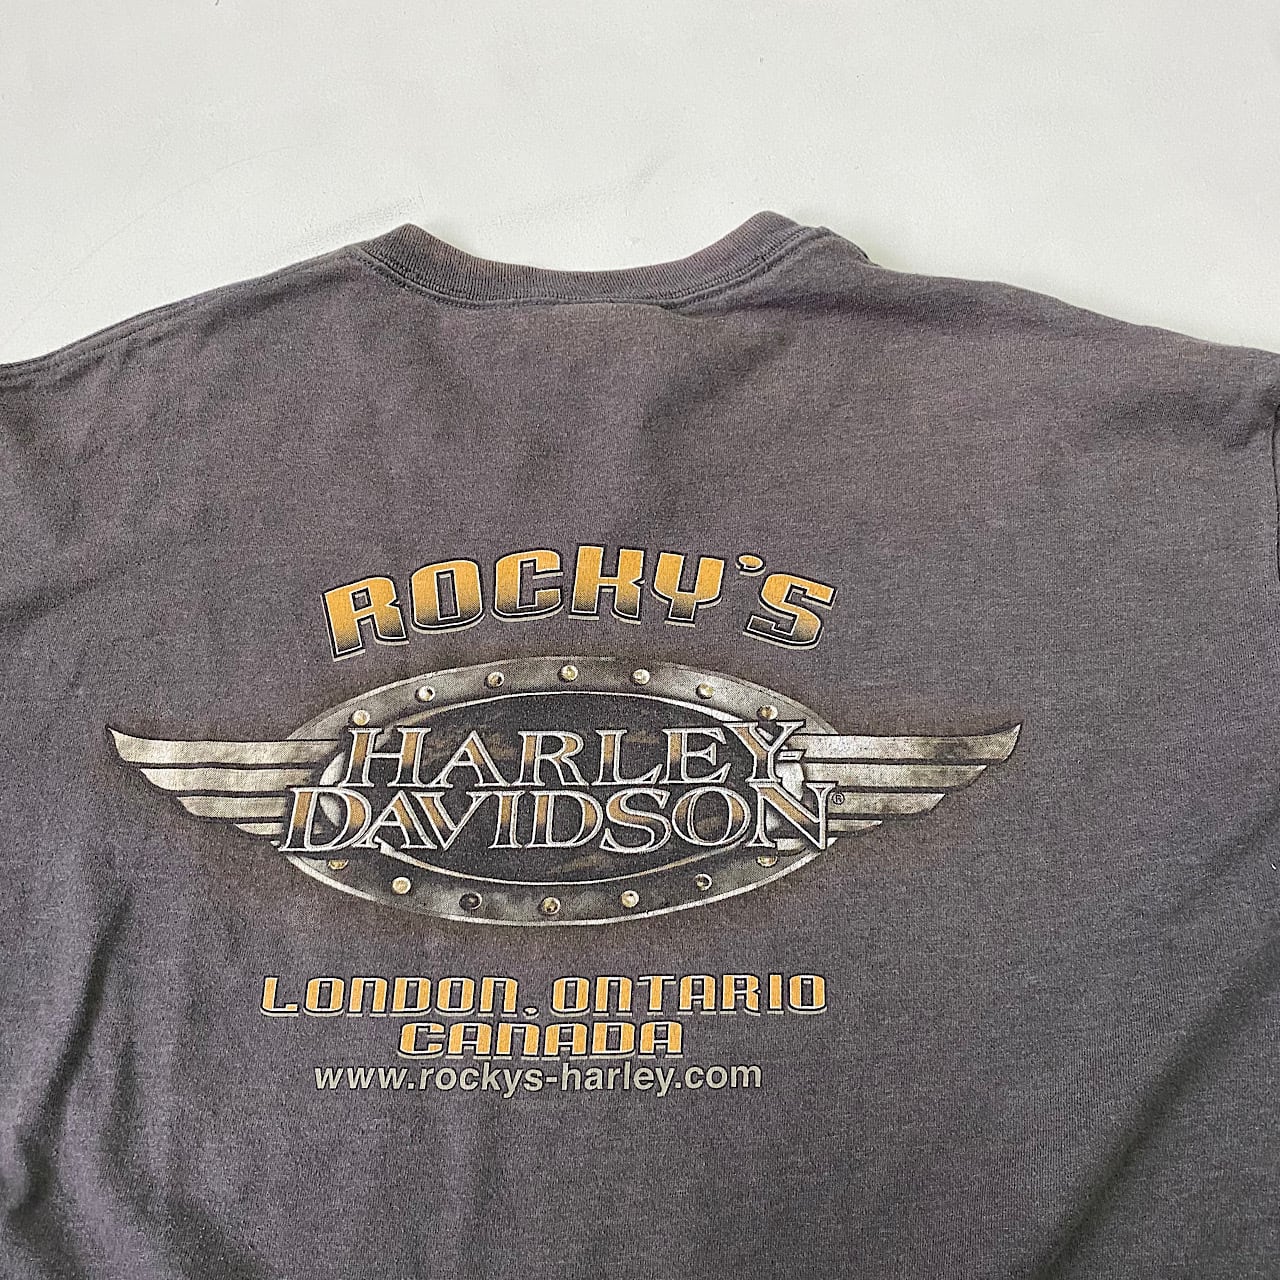 ROCKY'S
HARLEY-
DAVIDSON®
LONDON, ONTARIO
CANADA
www.rockys-harley.com